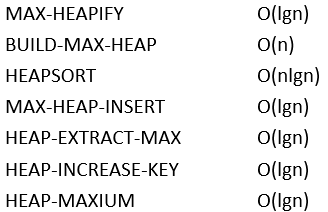 MAX-HEAPIFY O(lgn)
BUILD-MAX-HEAP O(n)
HEAPSORT O(nlgn)
MAX-HEAP-INSERT O(lgn)
HEAP-EXTRACT-MAX O(lgn)
HEAP-INCREASE-KEY O(lgn)
HEAP-MAXIUM O(lgn)